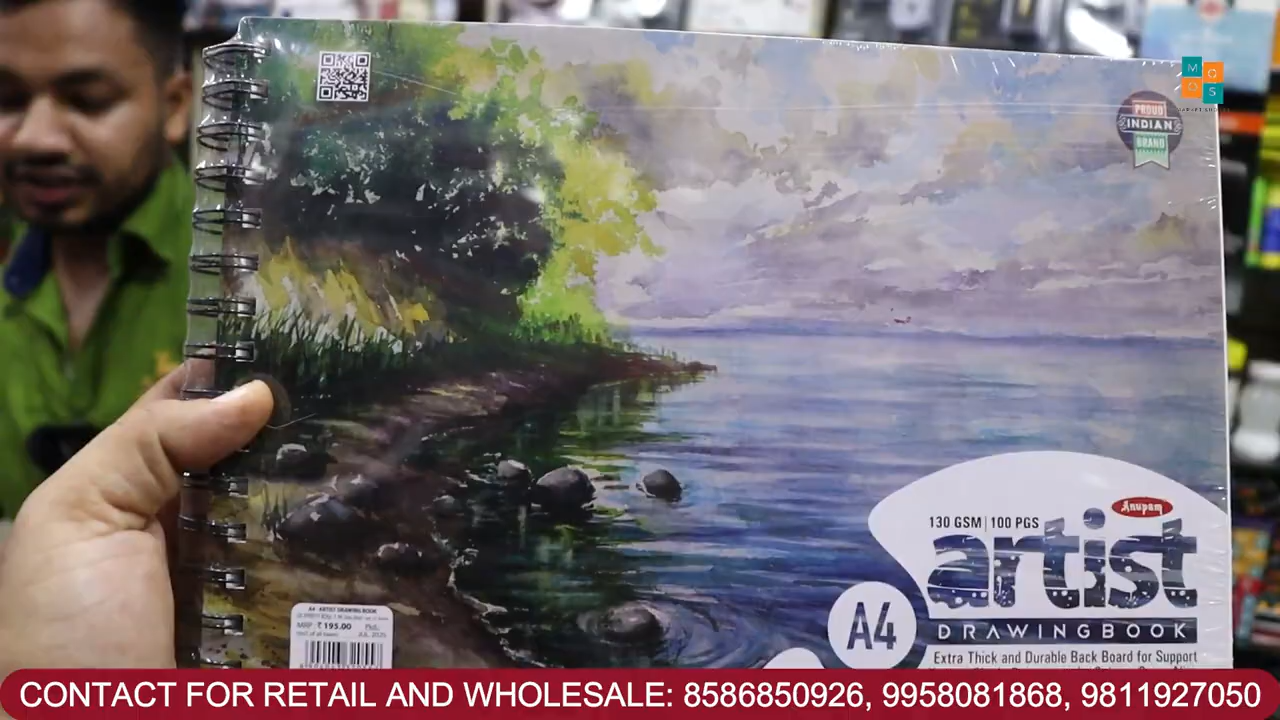 M O
O S
PROUD
INDIAN
BRAND
130 GSM | 100 PGS
Anupam
artist
A4
DRAWINGBOOK
Extra Thick and Durable Back Board for Support
A4 - ARTIST DRAWING BOOK
MRP ₹ 195.00 Pkd.:
CONTACT FOR RETAIL AND WHOLESALE: 8586850926, 9958081868, 9811927050